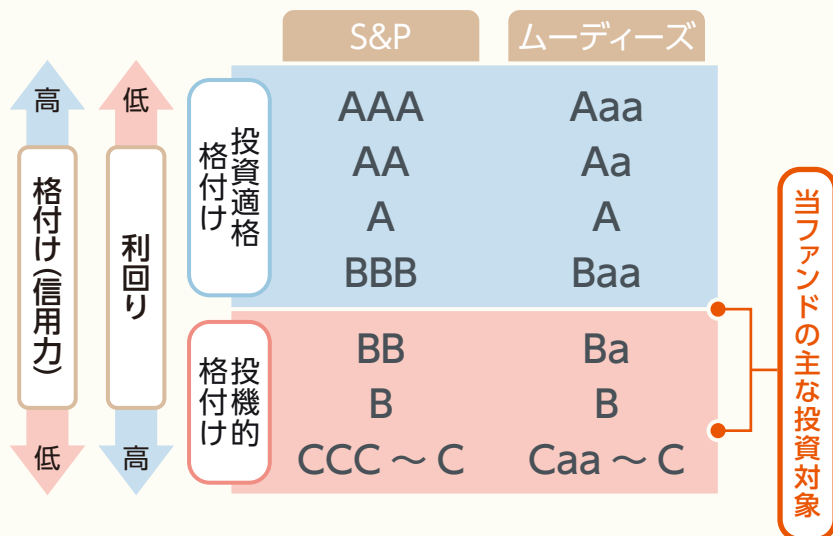 S&P ムーディーズ
高 低
格付け(信用力)
利回り
低 高
投資適格
格付け
AAA Aaa
AA Aa
A A
BBB Baa
投機的
格付け
BB Ba
B B
CCC ～ C Caa ～ C
当ファンドの主な投資対象